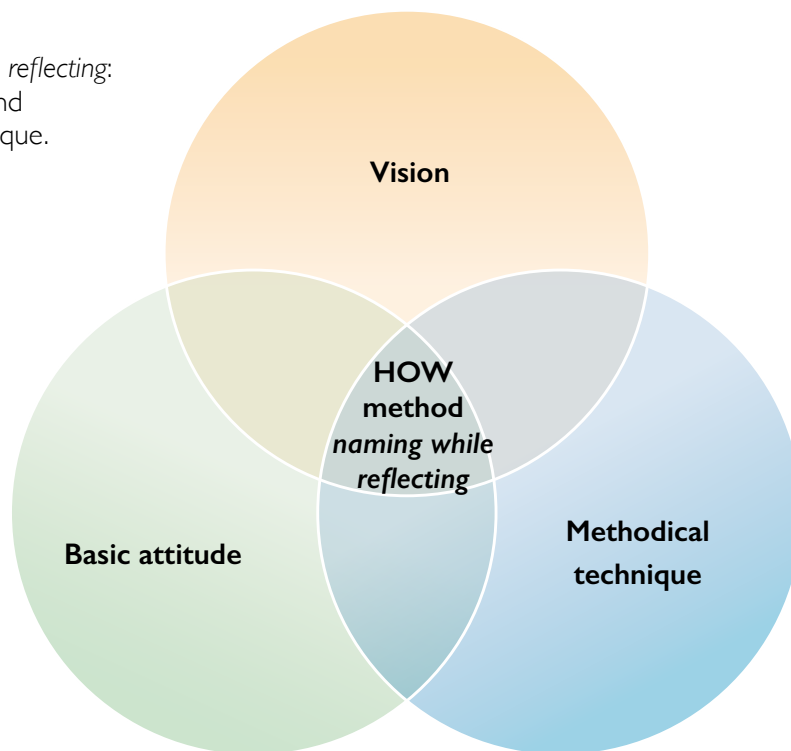 reflecting:
nd
que.
Vision
HOW
method
naming while
reflecting
Basic attitude
Methodical
technique